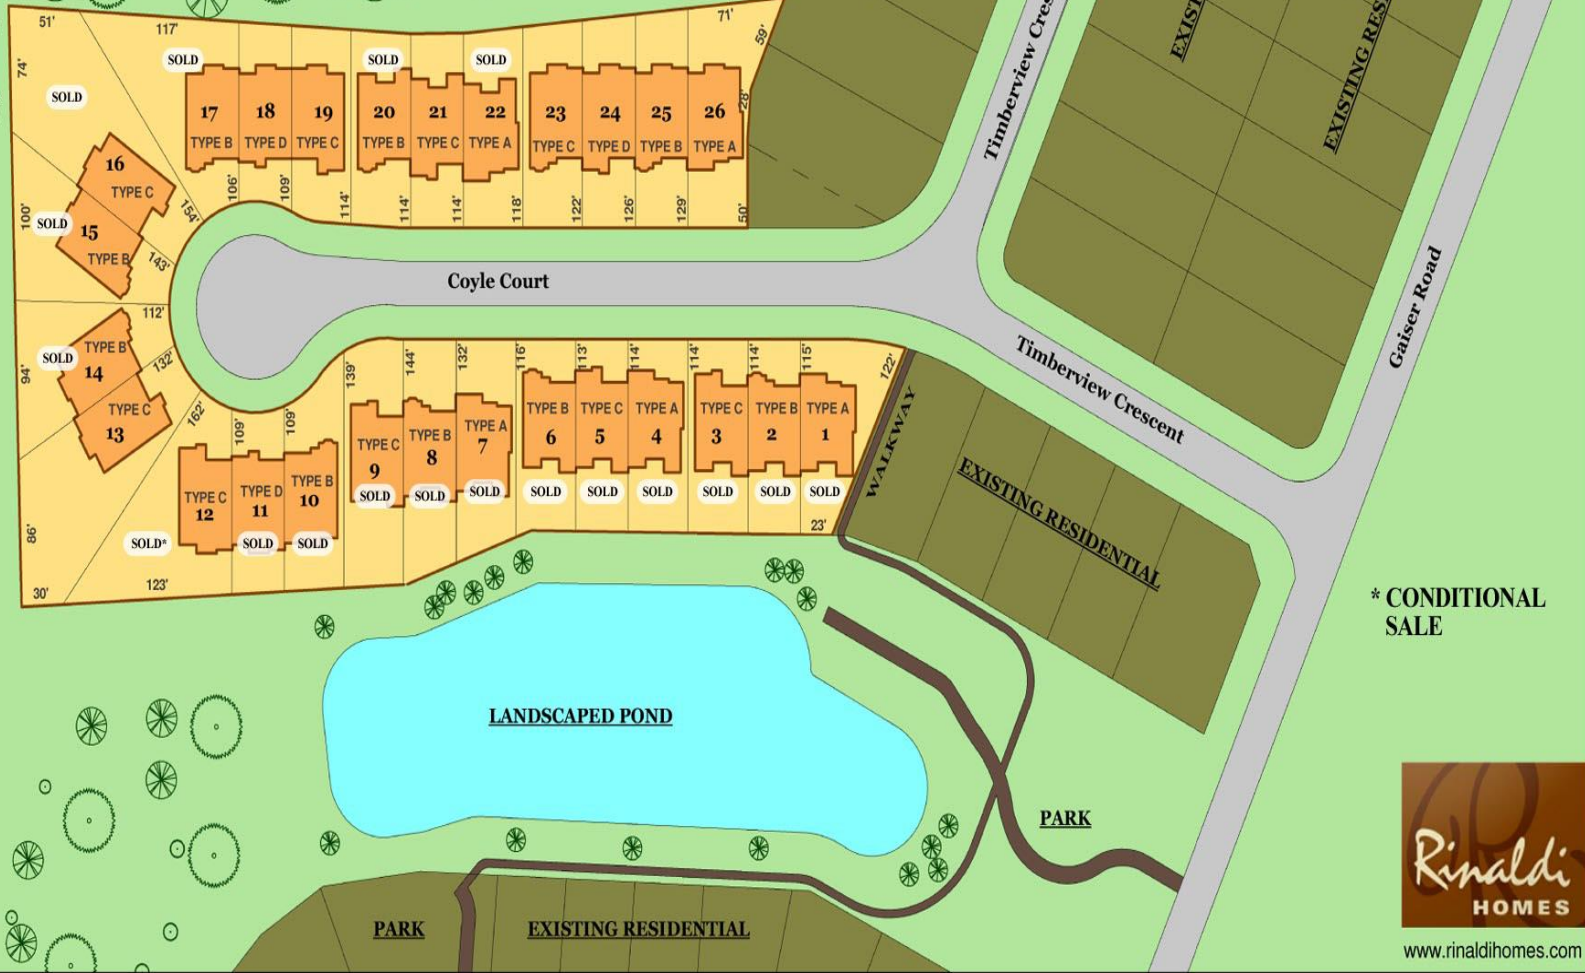 51'
117'
71'
59'
74'
SOLD
SOLD
SOLD
SOLD
17
18
19
20
21
22
23
24
25
26
28'
TYPE B
TYPE D
TYPE C
TYPE B
TYPE C
TYPE A
TYPE C
TYPE D
TYPE B
TYPE A
16
TYPE C
SOLD
15
TYPE B
100'
154'
143'
106'
109'
114'
114'
114'
118'
122'
126'
129'
50'
Coyle Court
112'
SOLD
TYPE B
14
94'
132'
TYPE C
13
162'
109'
109'
139'
144'
132'
116'
113'
114'
114'
114'
115'
122'
TYPE C
9
TYPE B
8
TYPE A
7
TYPE B
6
TYPE C
5
TYPE A
4
TYPE C
3
TYPE B
2
TYPE A
1
SOLD
SOLD
SOLD
SOLD
SOLD
SOLD
SOLD
SOLD
SOLD
TYPE C
12
TYPE D
11
TYPE B
10
SOLD*
SOLD
SOLD
86'
30'
123'
23'
WALKWAY
Timberview Cres
Timberview Crescent
Gaiser Road
EXIST
EXISTING RES
EXISTING RESIDENTIAL
* CONDITIONAL
SALE
LANDSCAPED POND
PARK
PARK
EXISTING RESIDENTIAL
Rinaldi
HOMES
www.rinaldihomes.com